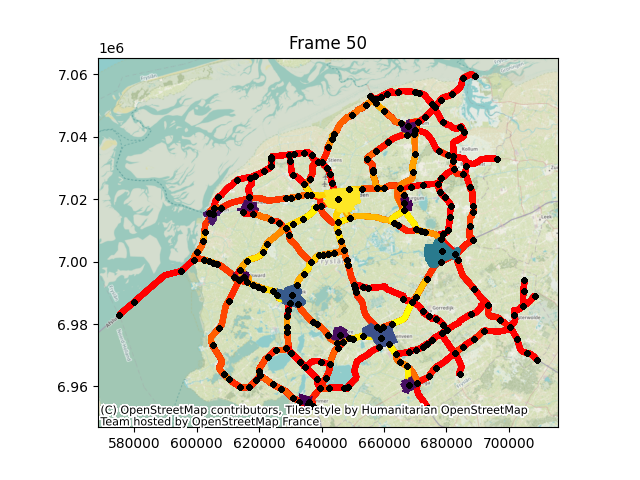 Frame 50
1e6
7.06
7.04
7.02
7.00
6.98
6.96
(C) OpenStreetMap contributors, Tiles style by Humanitarian OpenStreetMap
Team hosted by OpenStreetMap France
580000 600000 620000 640000 660000 680000 700000